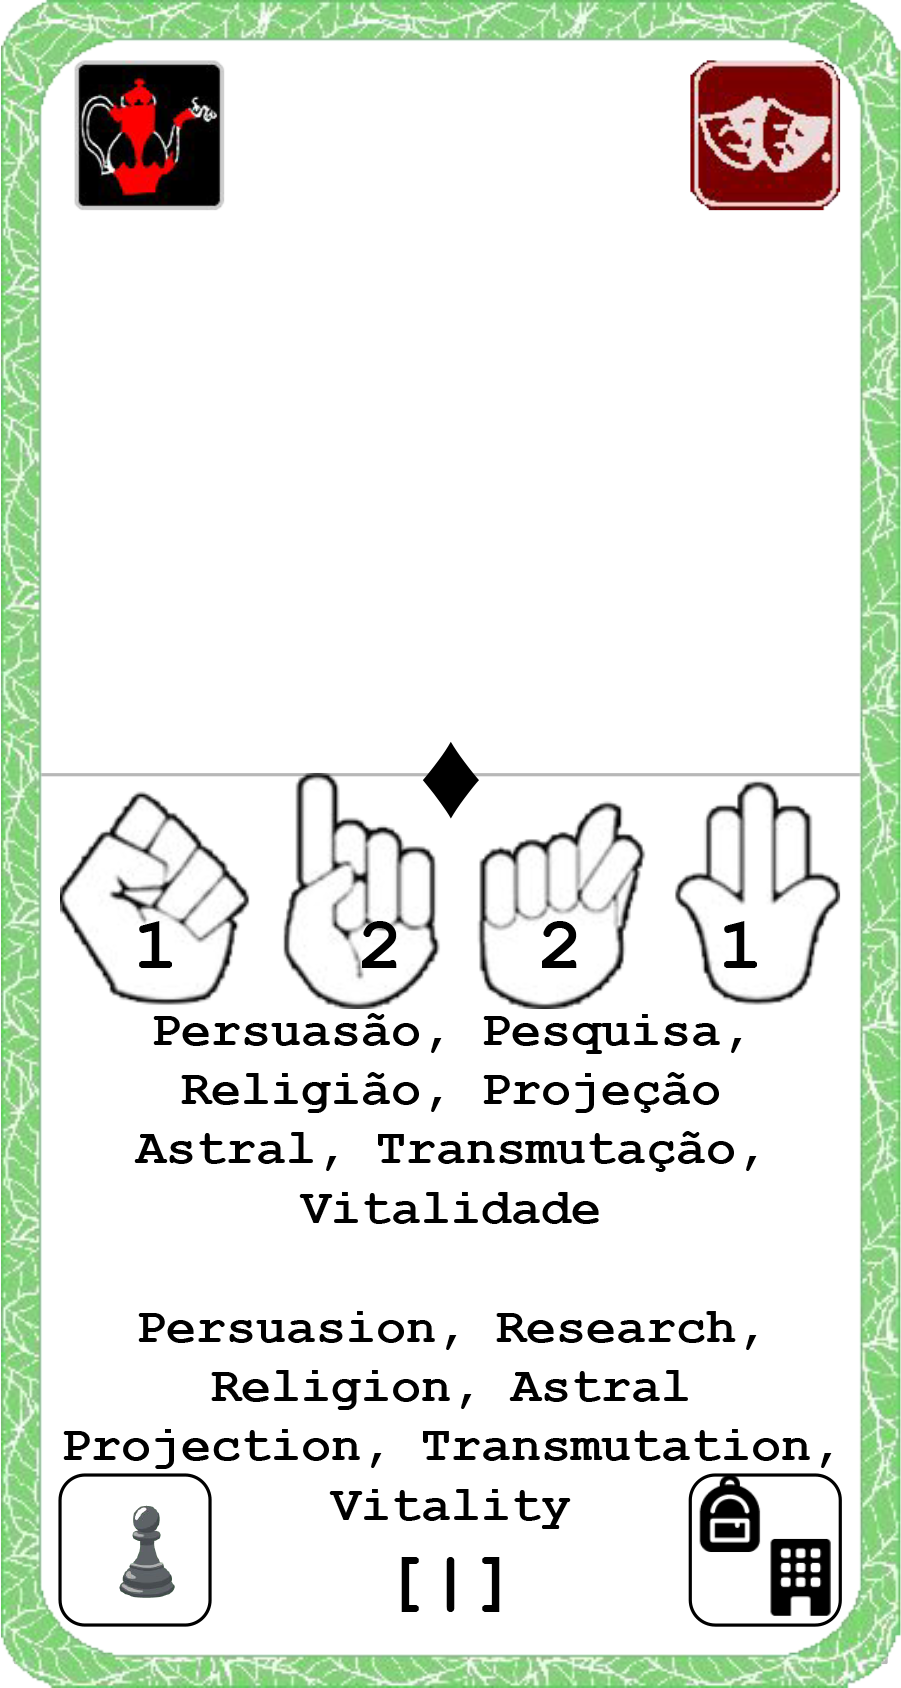 1 2 2 1
Persuasão, Pesquisa,
Religião, Projeção
Astral, Transmutação,
Vitalidade
Persuasion, Research,
Religion, Astral
Projection, Transmutation,
Vitality
[|]